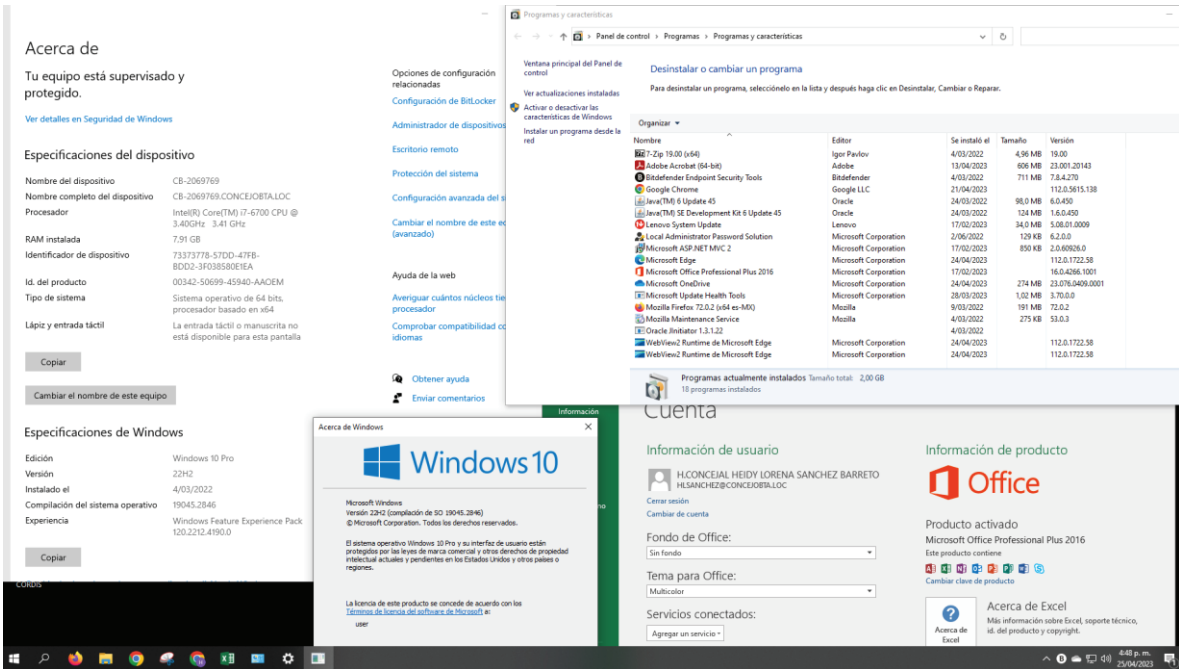 Acerca de
Tu equipo está supervisado y
protegido.
Ver detalles en Seguridad de Windows
Especificaciones del dispositivo
Nombre del dispositivo CB-2069769
Nombre completo del dispositivo CB-2069769.CONCEJOBTA.LOC
Procesador Intel(R) Core(TM) i7-6700 CPU @
3.40GHz 3.41 GHz
RAM instalada 7,91 GB
Identificador de dispositivo 73373778-57DD-47FB-
BDD2-3F038580E1EA
Id. del producto 00342-50699-45940-AAOEM
Tipo de sistema Sistema operativo de 64 bits,
procesador basado en x64
Lápiz y entrada táctil La entrada táctil o manuscrita no
está disponible para esta pantalla
Copiar
Cambiar el nombre de este equipo
Especificaciones de Windows
Edición Windows 10 Pro
Versión 22H2
Instalado el 4/03/2022
Compilación del sistema operativo 19045.2846
Experiencia Windows Feature Experience Pack
120.2212.4190.0
Copiar
CORDIS
Opciones de configuración
relacionadas
Configuración de BitLocker
Administrador de dispositivos
Escritorio remoto
Protección del sistema
Configuración avanzada del s
Cambiar el nombre de este eq
(avanzado)
Ayuda de la web
Averiguar cuántos núcleos tie
procesador
Comprobar compatibilidad co
idiomas
Obtener ayuda
Enviar comentarios
Programas y características
Panel de control > Programas > Programas y características
Ventana principal del Panel de
control
Ver actualizaciones instaladas
Activar o desactivar las
características de Windows
Instalar un programa desde la
red
Desinstalar o cambiar un programa
Para desinstalar un programa, selecciónelo en la lista y después haga clic en Desinstalar, Cambiar o Reparar.
Organizar
Nombre Editor Se instaló el Tamaño Versión
7-Zip 19.00 (x64) Igor Pavlov 4/03/2022 4,96 MB 19.00
Adobe Acrobat (64-bit) Adobe 13/04/2023 606 MB 23.001.20143
Bitdefender Endpoint Security Tools Bitdefender 4/03/2022 711 MB 7.8.4.270
Google Chrome Google LLC 21/04/2023 112.0.5615.138
Java(TM) 6 Update 45 Oracle 24/03/2023 98,0 MB 6.0.450
Java(TM) SE Development Kit 6 Update 45 Oracle 24/03/2023 124 MB 1.6.0.450
Lenovo System Update Lenovo 17/02/2023 34,0 MB 5.08.01.0009
Local Administrator Password Solution Microsoft Corporation 2/06/2022 129 KB 6.2.0.0
Microsoft ASP.NET MVC 2 Microsoft Corporation 17/02/2023 850 KB 2.0.60926.0
Microsoft Edge Microsoft Corporation 24/04/2023 112.0.1722.58
Microsoft Office Professional Plus 2016 Microsoft Corporation 17/02/2023 16.0.4266.1001
Microsoft OneDrive Microsoft Corporation 24/04/2023 274 MB 23.076.0409.0001
Microsoft Update Health Tools Microsoft Corporation 28/03/2023 1,02 MB 3.70.0.0
Mozilla Firefox 72.0.2 (x64 es-MX) Mozilla 9/03/2022 191 MB 72.0.2
Mozilla Maintenance Service Mozilla 4/03/2022 275 KB 53.0.3
Oracle JInitiator 1.3.1.22 4/03/2022
WebView2 Runtime de Microsoft Edge Microsoft Corporation 24/04/2023 112.0.1722.58
WebView2 Runtime de Microsoft Edge Microsoft Corporation 24/04/2023 112.0.1722.58
Programas actualmente instalados Tamaño total: 2,00 GB
18 programas instalados
Acerca de Windows
Windows 10
Microsoft Windows
Versión 22H2 (compilación de SO 19045.2846)
© Microsoft Corporation. Todos los derechos reservados.
El sistema operativo Windows 10 Pro y su interfaz de usuario están
protegidos por las leyes de marca comercial y otros derechos de propiedad
intelectual actuales y pendientes en los Estados Unidos y otros países o
regiones.
La licencia de este producto se concede de acuerdo con los
Términos de licencia del software de Microsoft a:
user
Información
no
Cuenta
Información de usuario
H.CONCEJAL HEIDY LORENA SANCHEZ BARRETO
HLSANCHEZ@CONCEJOBTA.LOC
Cerrar sesión
Cambiar de cuenta
Fondo de Office:
Sin fondo
Tema para Office:
Multicolor
Servicios conectados:
Agregar un servicio
Información de producto
Office
Producto activado
Microsoft Office Professional Plus 2016
Este producto contiene
Cambiar clave de producto
Acerca de
Excel
Acerca de Excel
Más información sobre Excel, soporte técnico,
id. del producto y copyright.
4:48 p. m.
25/04/2023